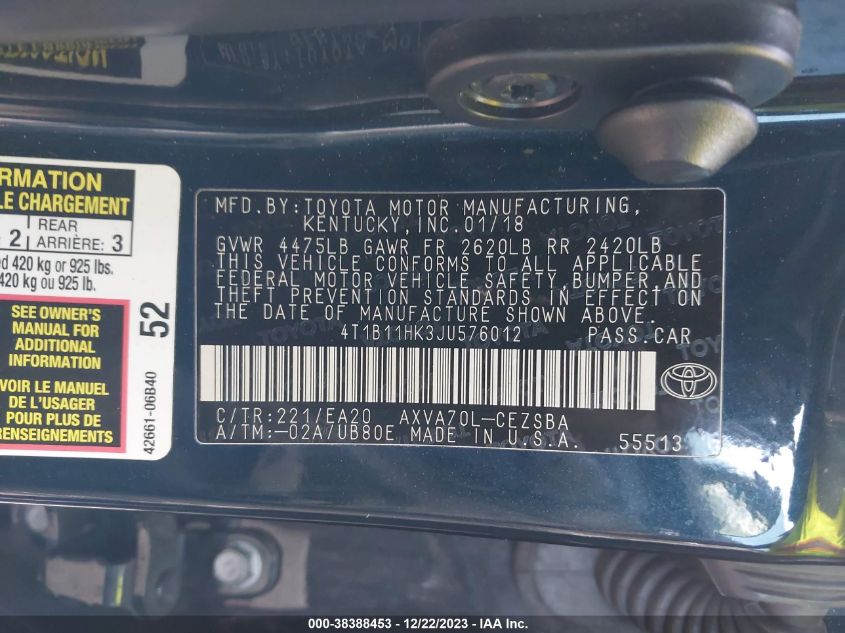 RMATION
LE CHARGEMENT
2
REAR
ARRIÈRE: 3
ed 420 kg or 925 lbs.
420 kg ou 925 lb.
SEE OWNER'S
MANUAL FOR
ADDITIONAL
INFORMATION
VOIR LE MANUEL
DE L'USAGER
POUR PLUS DE
RENSEIGNEMENTS
52
42661-06B40
MFD.BY:TOYOTA MOTOR MANUFACTURING,
KENTUCKY, INC.01/18
GVWR 4475LB GAWR FR 2620LB RR 2420LB
THIS VEHICLE CONFORMS TO ALL APPLICABLE
FEDERAL MOTOR VEHICLE SAFETY,BUMPER,AND
THEFT PREVENTION STANDARDS IN EFFECT ON
THE DATE OF MANUFACTURE SHOWN ABOVE.
4T1B11HK3JU576012 PASS.CAR
C/TR:221/EA20 AXVA70L-CEZSBA
A/TM:-02A/UB80E MADE IN U.S.A. 55513
000-38388453 - 12/22/2023 - IAA Inc.